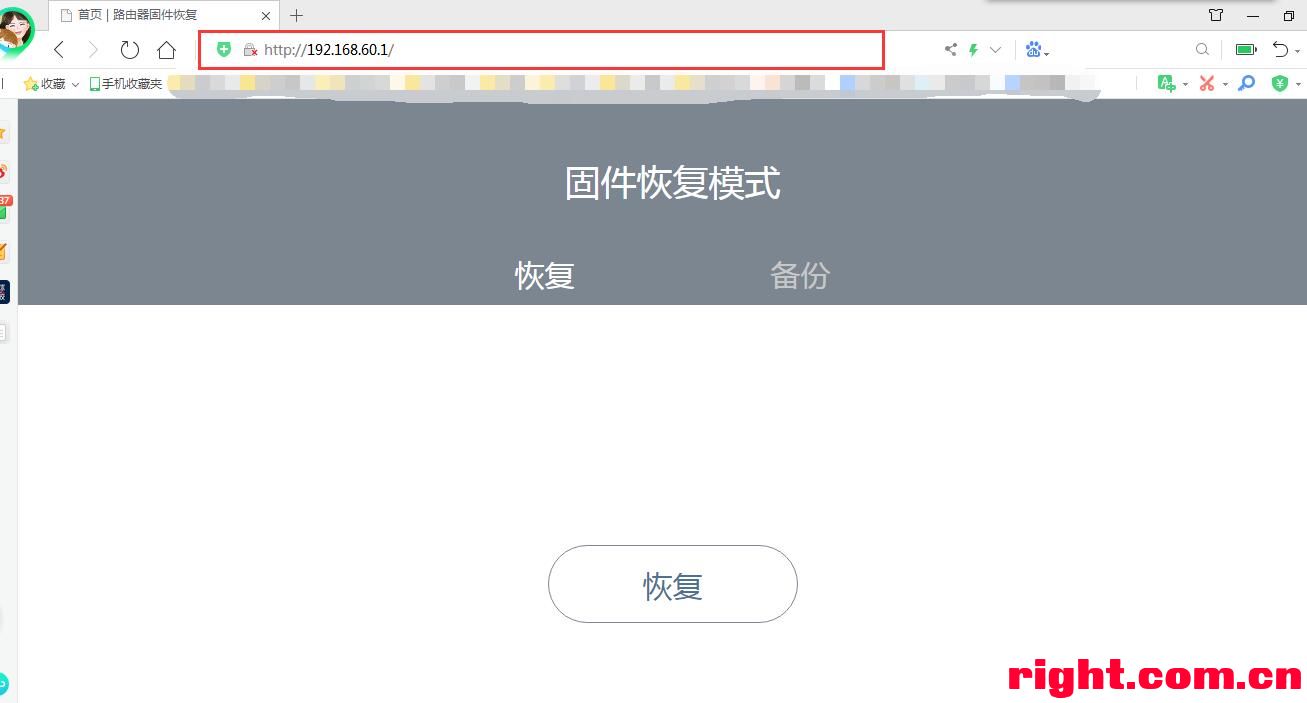 首页 | 路由器固件恢复
http://192.168.60.1/
收藏
手机收藏夹
37
固件恢复模式
恢复
备份
恢复
right.com.cn